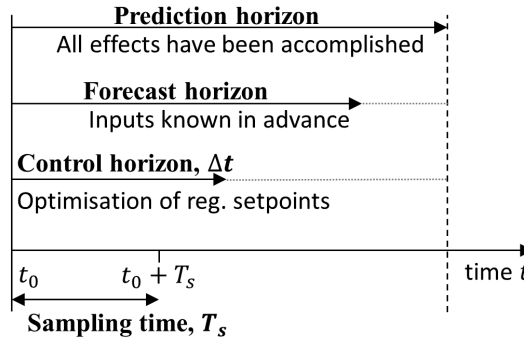 Prediction horizon
All effects have been accomplished
Forecast horizon
Inputs known in advance
Control horizon, Δt
Optimisation of reg. setpoints
t₀ t₀ + Tₛ time t
Sampling time, Tₛ